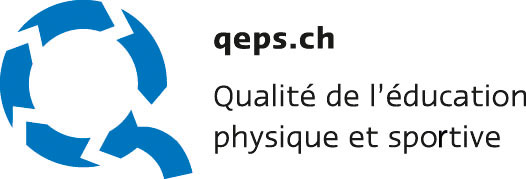 qeps.ch
Qualité de l'éducation
physique et sportive